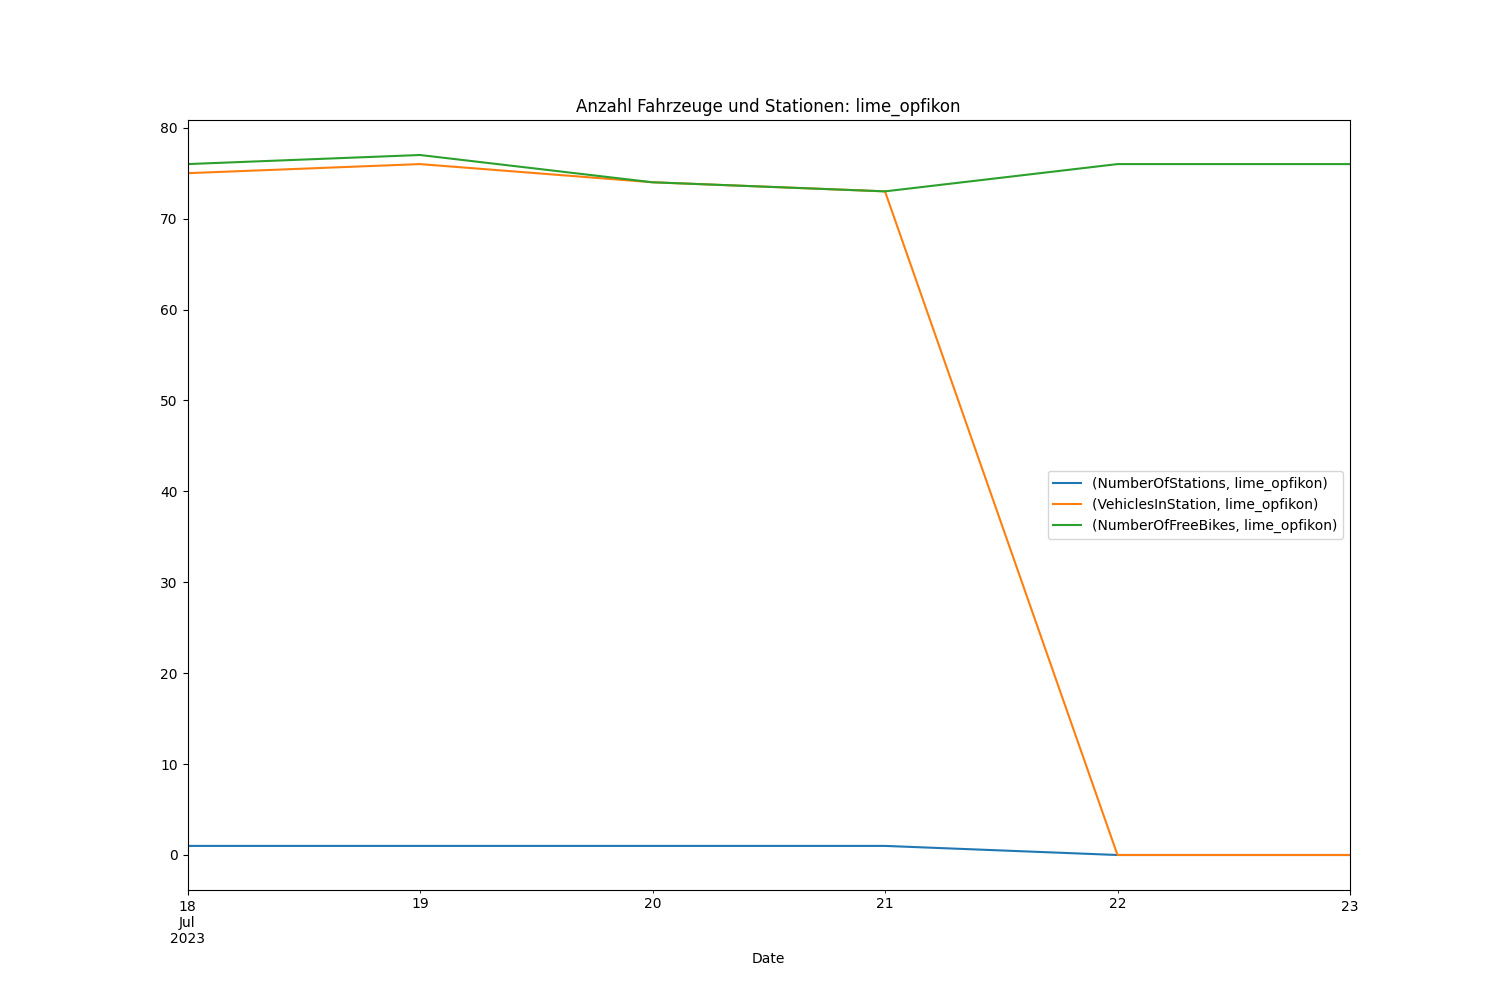 Anzahl Fahrzeuge und Stationen: lime_opfikon
80
70
60
50
40
30
20
10
0
(NumberOfStations, lime_opfikon)
(VehiclesInStation, lime_opfikon)
(NumberOfFreeBikes, lime_opfikon)
18 19 20 21 22 23
Jul
2023
Date